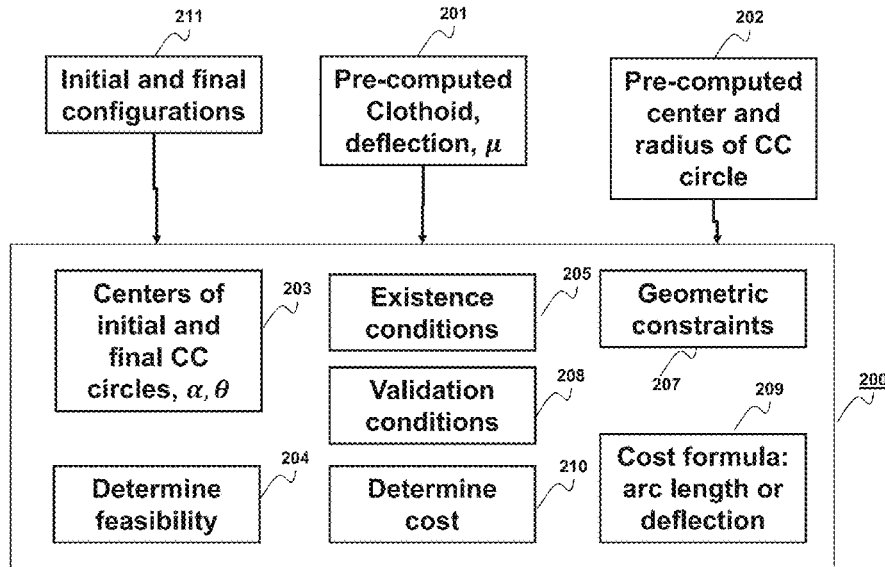 211
201
202
Initial and final
configurations
Pre-computed
Clothoid,
deflection, μ
Pre-computed
center and
radius of CC
circle
Centers of
initial and
final CC
circles, α, θ
203
Existence
conditions
205
Geometric
constraints
207
Validation
conditions
208
209
200
Determine
feasibility
204
Determine
cost
210
Cost formula:
arc length or
deflection